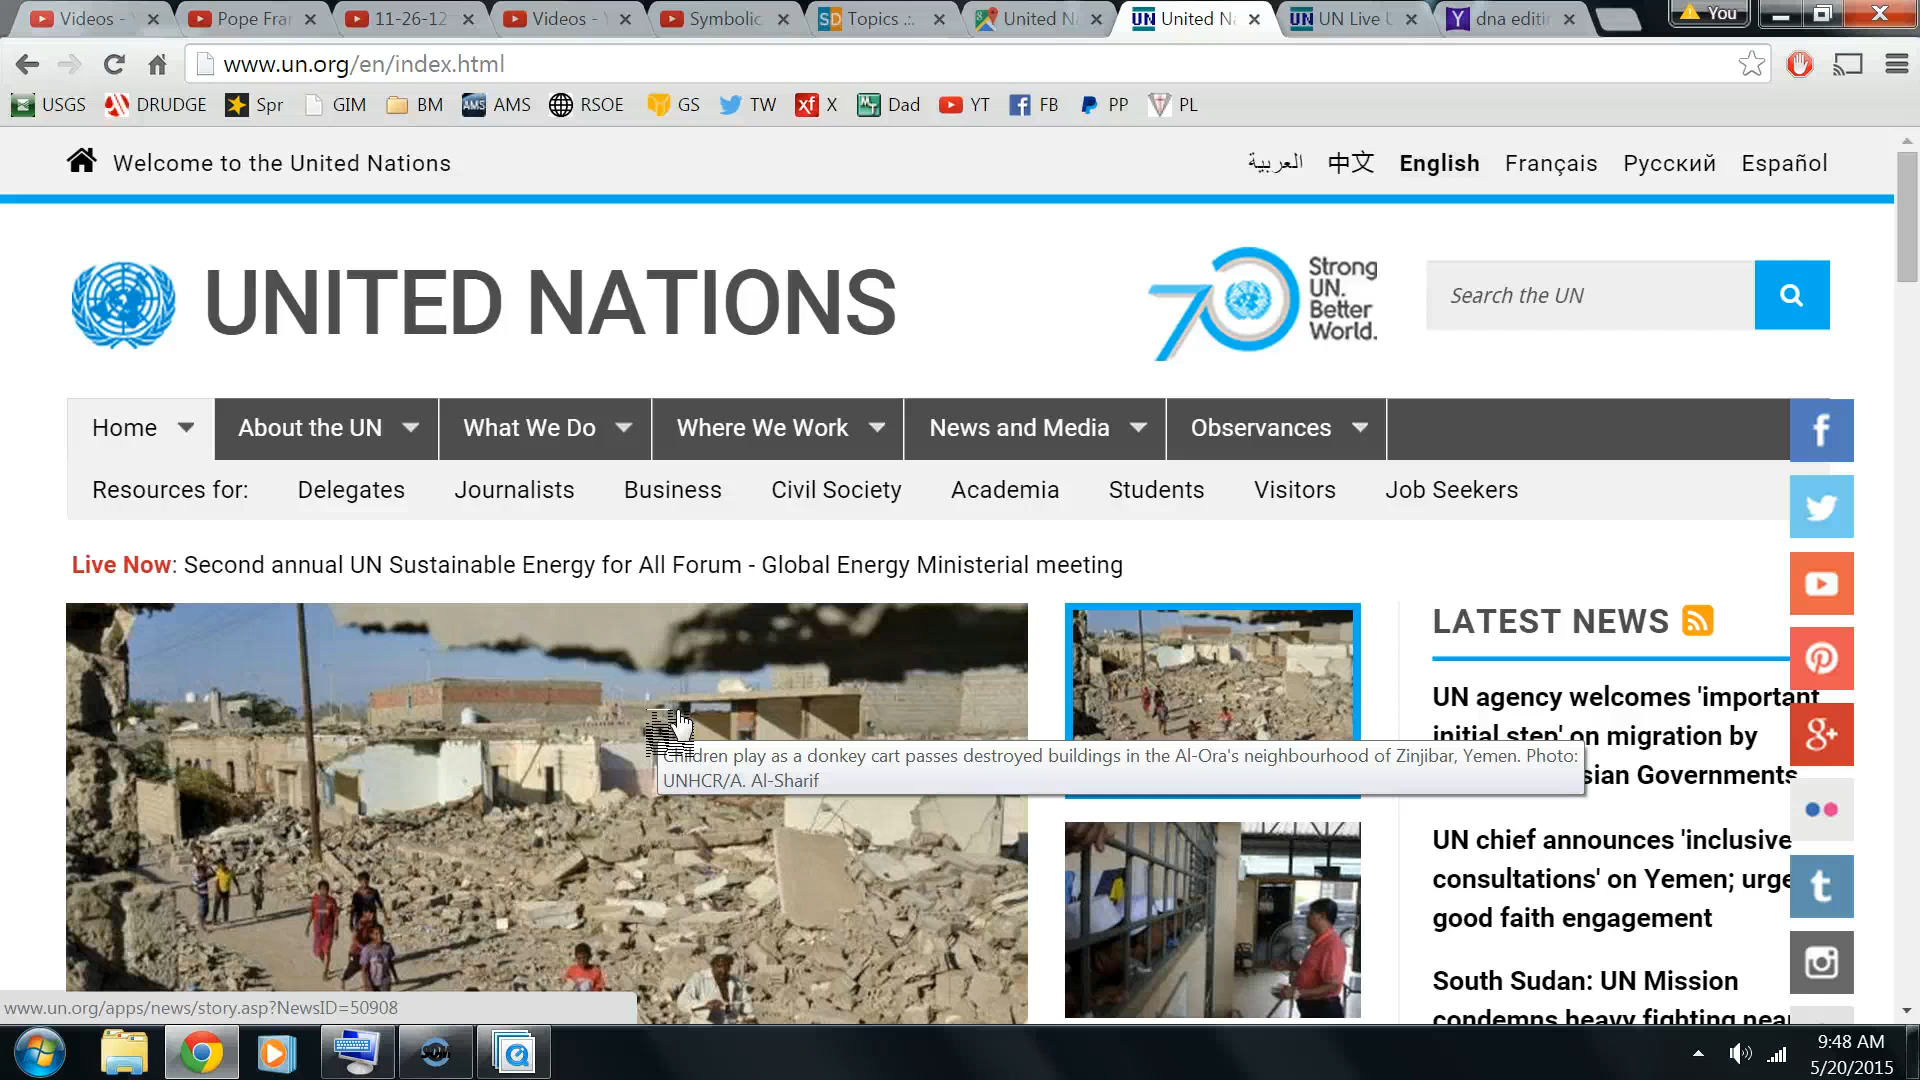 Videos -
Pope Fra
11-26-12
Videos -
Symbolic
Topics .:.
United N
United Na
UN Live U
dna editi
You
www.un.org/en/index.html
USGS
DRUDGE
Spr
GIM
BM
AMS
RSOE
GS
TW
X
Dad
YT
FB
PP
PL
Welcome to the United Nations
العربية 中文 English Français Русский Español
UNITED NATIONS
70
Strong
UN.
Better
World.
Search the UN
Home
About the UN
What We Do
Where We Work
News and Media
Observances
Resources for: Delegates Journalists Business Civil Society Academia Students Visitors Job Seekers
Live Now: Second annual UN Sustainable Energy for All Forum - Global Energy Ministerial meeting
Children play as a donkey cart passes destroyed buildings in the Al-Ora's neighbourhood of Zinjibar, Yemen. Photo:
UNHCR/A. Al-Sharif
LATEST NEWS
UN agency welcomes 'important
initial step' on migration by
sian Governments
UN chief announces 'inclusive
consultations' on Yemen; urge
good faith engagement
South Sudan: UN Mission
condemns heavy fighting near
www.un.org/apps/news/story.asp?NewsID=50908
9:48 AM
5/20/2015